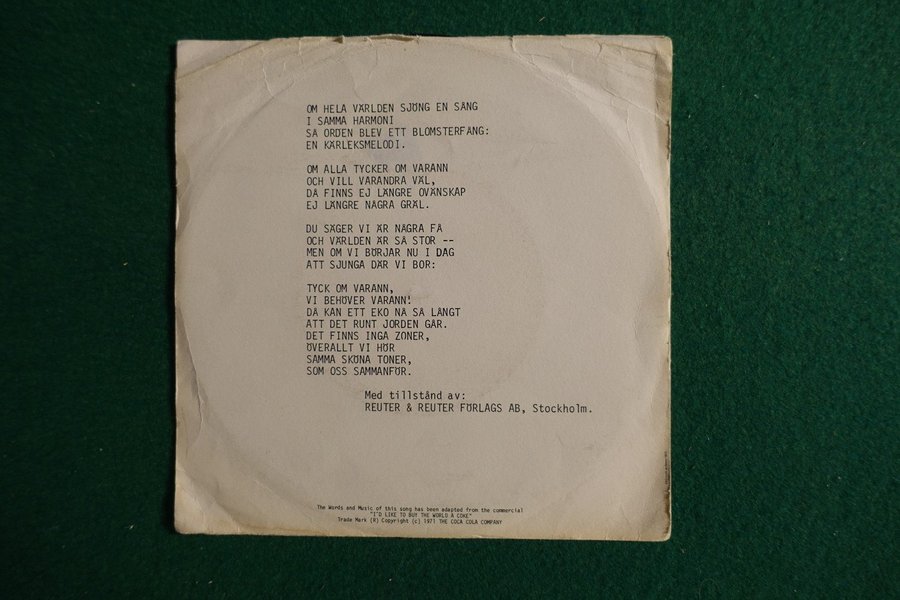 OM HELA VÄRLDEN SJÖNG EN SÅNG
I SAMMA HARMONI
SÅ ORDEN BLEV ETT BLOMSTERFÅNG:
EN KÄRLEKSMELODI.
OM ALLA TYCKER OM VARANN
OCH VILL VARANDRA VÄL,
DÅ FINNS EJ LÄNGRE OVÄNSKAP
EJ LÄNGRE NÅGRA GRÄL.
DU SÄGER VI ÄR NÅGRA FÅ
OCH VÄRLDEN ÄR SÅ STOR --
MEN OM VI BÖRJAR NU I DAG
ATT SJUNGA DÄR VI BOR:
TYCK OM VARANN,
VI BEHÖVER VARANN!
DÅ KAN ETT EKO NÅ SÅ LÅNGT
ATT DET RUNT JORDEN GÅR.
DET FINNS INGA ZONER,
ÖVERALLT VI HÖR
SAMMA SKÖNA TONER,
SOM OSS SAMMANFÖR.
Med tillstånd av:
REUTER & REUTER FÖRLAGS AB, Stockholm.
The Words and Music of this song has been adapted from the commercial
"I'D LIKE TO BUY THE WORLD A COKE"
Trade Mark (R) Copyright (c) 1971 THE COCA COLA COMPANY